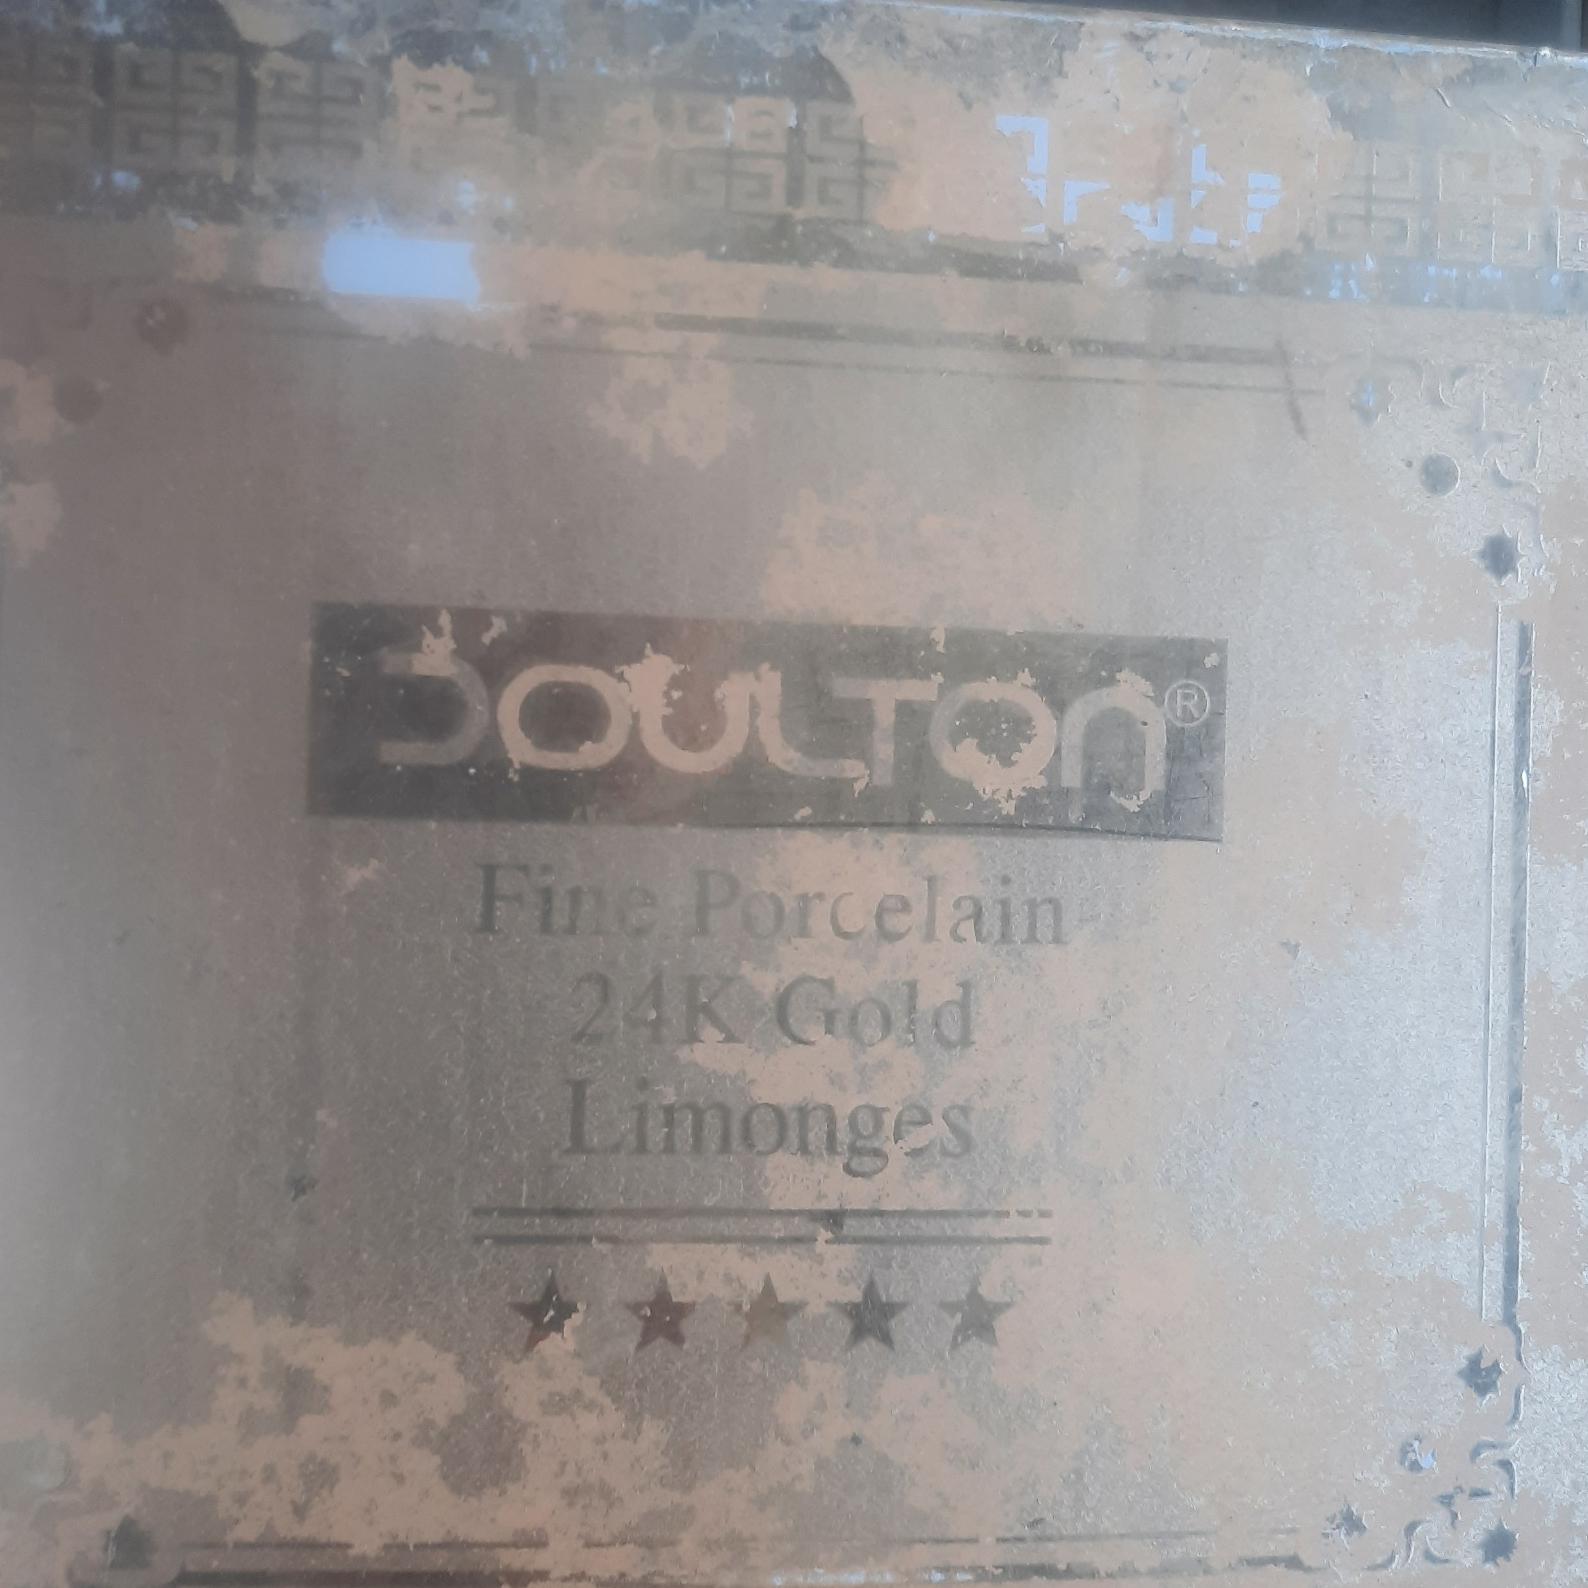 DOULTON®
Fine Porcelain
24K Gold
Limonges